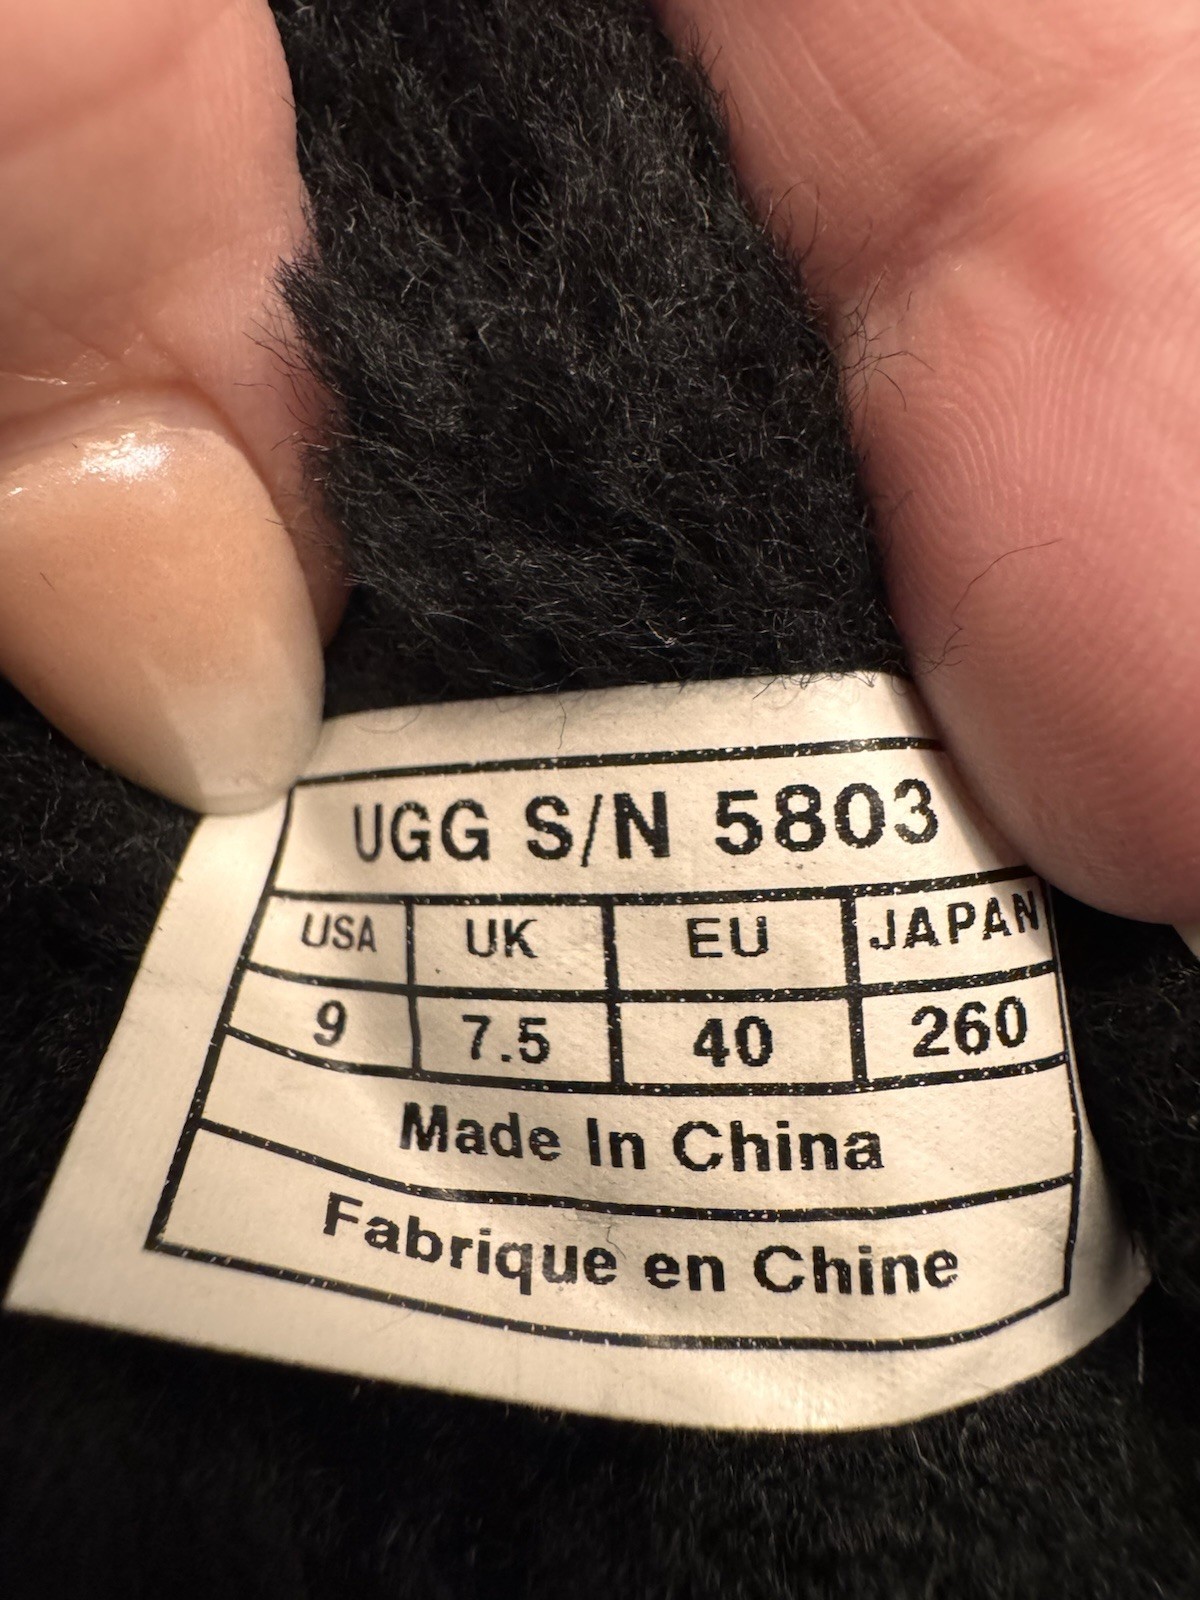 UGG S/N 5803
USA UK EU JAPAN
9 7.5 40 260
Made In China
Fabrique en Chine